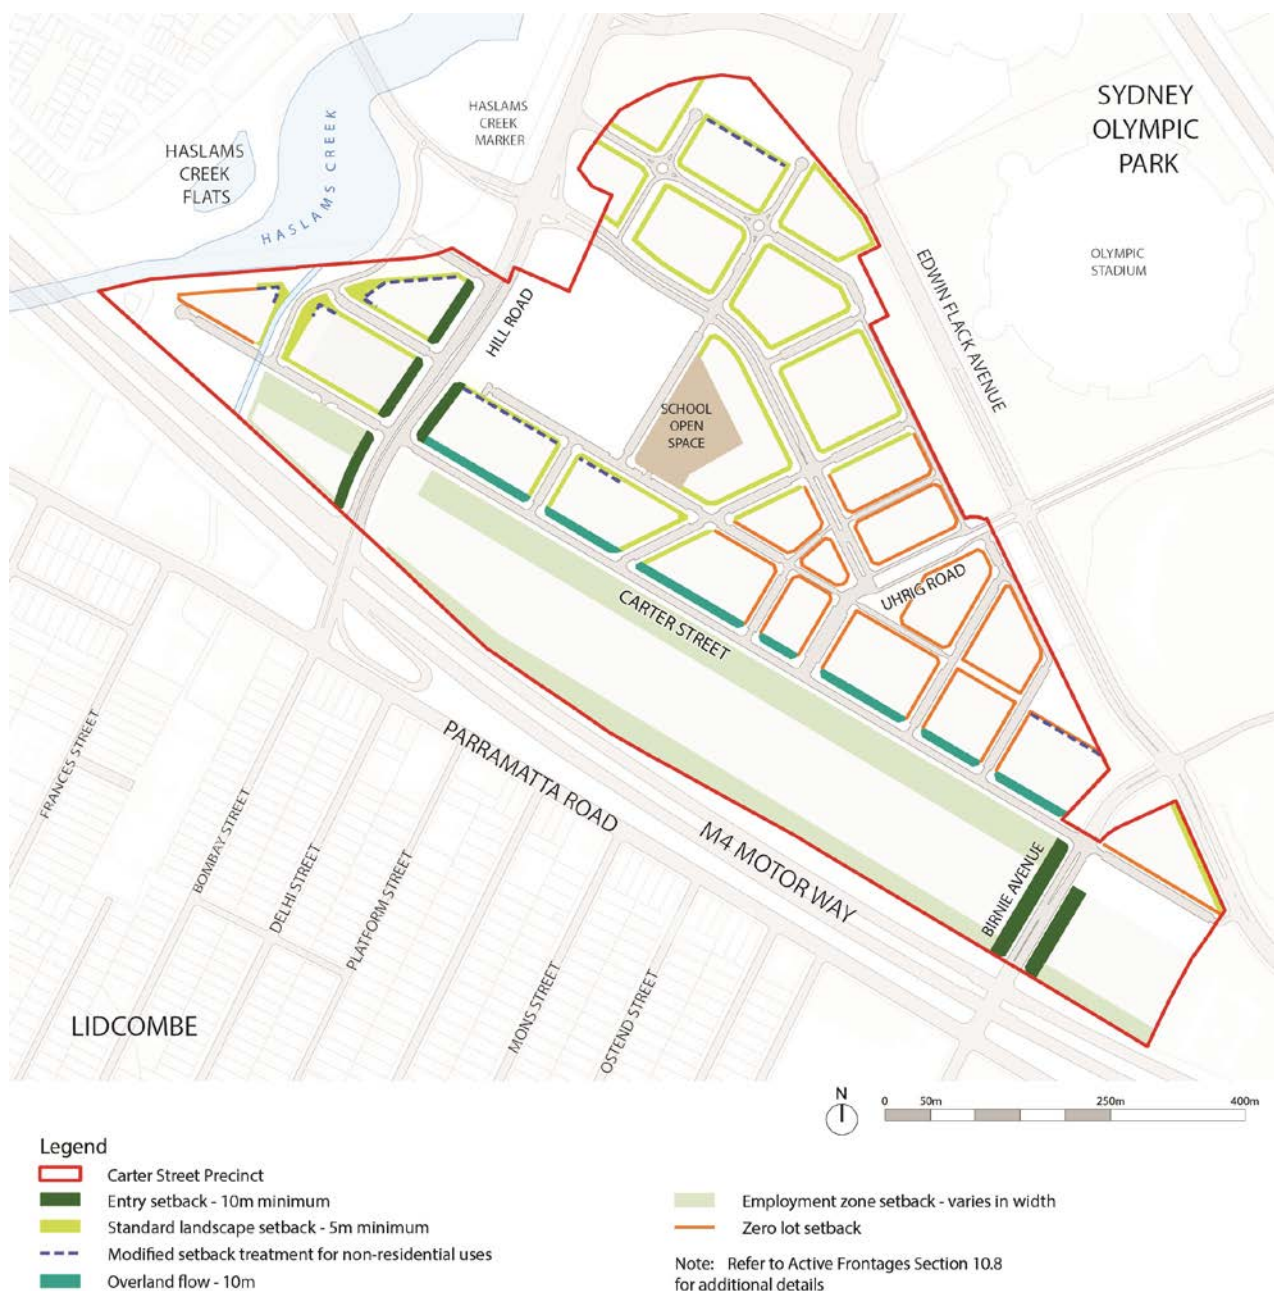 SYDNEY
OLYMPIC
PARK
HASLAMS
CREEK
MARKER
HASLAMS
CREEK
FLATS
HASLAMS CREEK
OLYMPIC
STADIUM
EDWIN FLACK AVENUE
HILL ROAD
SCHOOL
OPEN
SPACE
UHRIG ROAD
CARTER STREET
PARRAMATTA ROAD
M4 MOTORWAY
BIRNIE AVENUE
FRANCES STREET
BOMBAY STREET
DELHI STREET
PLATFORM STREET
MONS STREET
OSTEND STREET
LIDCOMBE
N
0 50m 250m 400m
Legend
Carter Street Precinct
Entry setback - 10m minimum
Standard landscape setback - 5m minimum
Modified setback treatment for non-residential uses
Overland flow - 10m
Employment zone setback - varies in width
Zero lot setback
Note: Refer to Active Frontages Section 10.8
for additional details